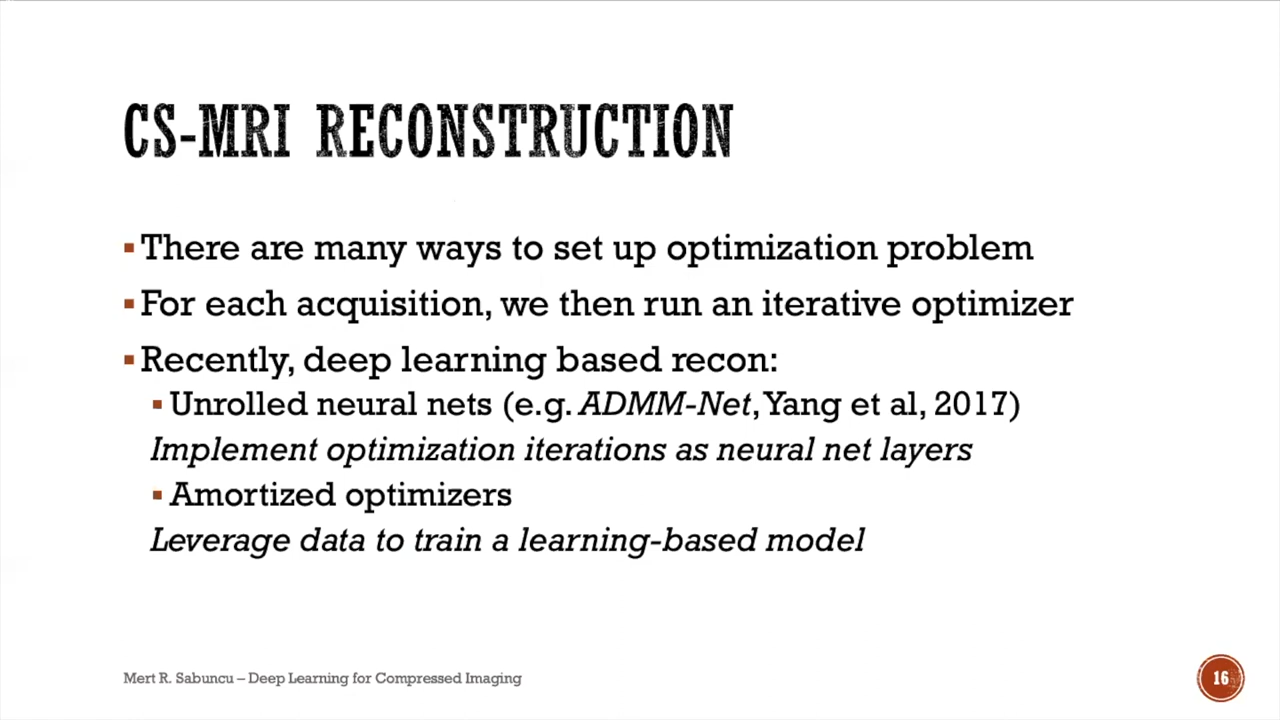 CS-MRI RECONSTRUCTION
▪There are many ways to set up optimization problem
▪For each acquisition, we then run an iterative optimizer
▪Recently, deep learning based recon:
▪Unrolled neural nets (e.g. ADMM-Net, Yang et al, 2017)
Implement optimization iterations as neural net layers
▪Amortized optimizers
Leverage data to train a learning-based model
Mert R. Sabuncu – Deep Learning for Compressed Imaging
16